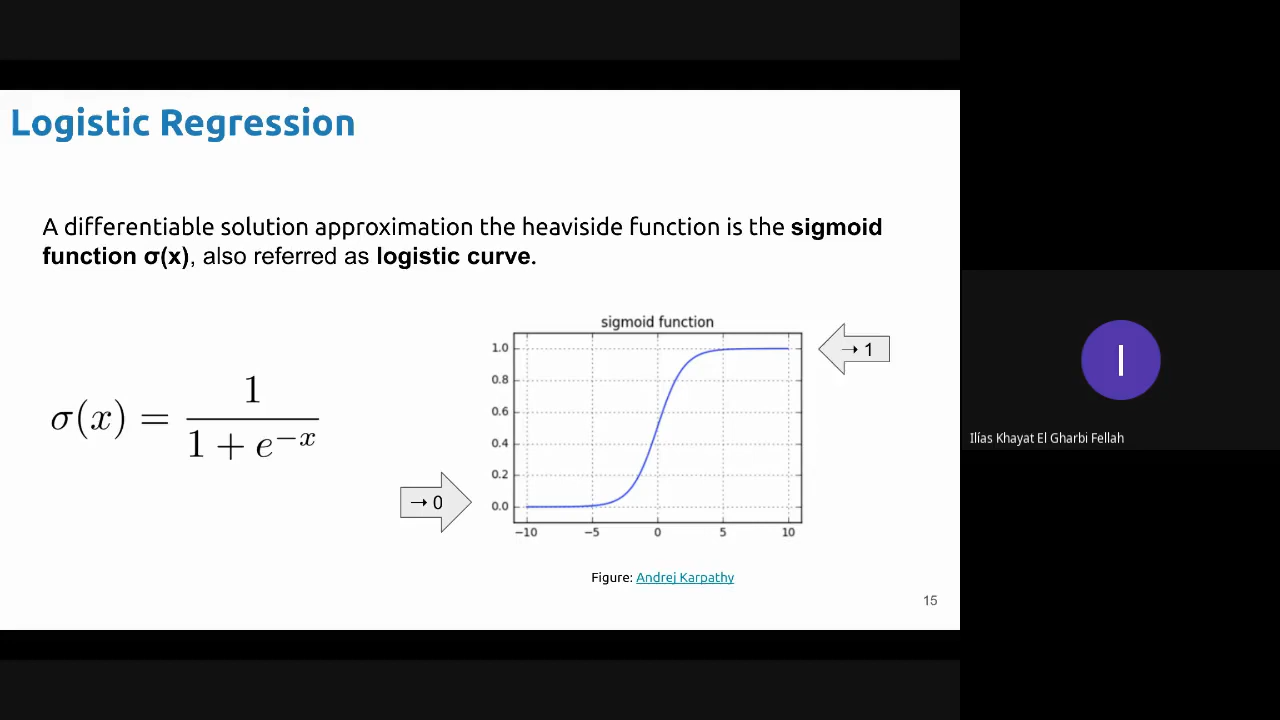 Logistic Regression
A differentiable solution approximation the heaviside function is the sigmoid
function σ(x), also referred as logistic curve.
σ(x) = 1 / (1 + e^{-x})
sigmoid function
1.0
0.8
0.6
0.4
0.2
0.0
−10 −5 0 5 10
→ 1
→ 0
Figure: Andrej Karpathy
15
I
Ilías Khayat El Gharbi Fellah